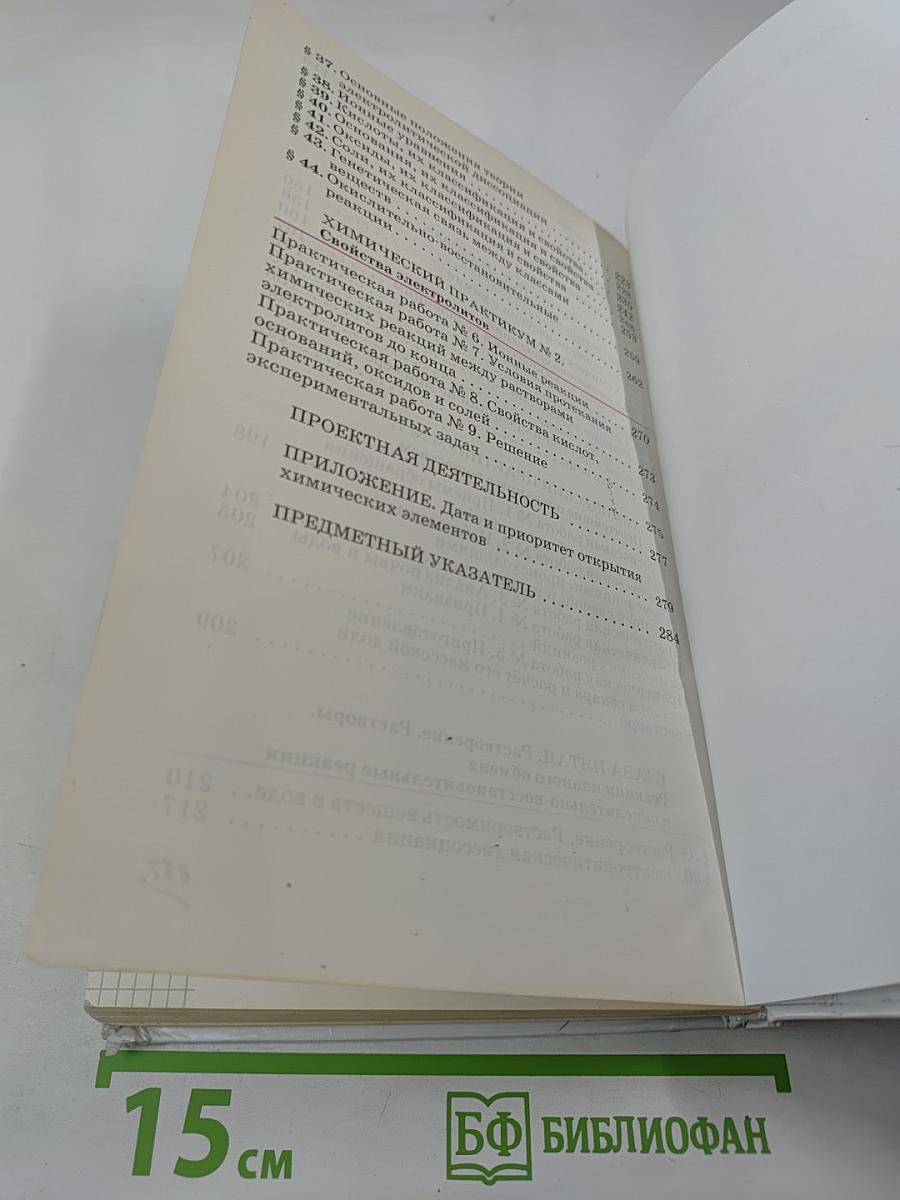 § 37. Основные положения теории
электролитической диссоциации
§ 38. Ионные уравнения
§ 39. Кислоты, их классификация и свойства
§ 40. Основания, их классификация и свойства
§ 41. Оксиды, их классификация и свойства
§ 42. Соли, их классификация и свойства
§ 43. Генетическая связь между классами
веществ 259
§ 44. Окислительно-восстановительные
реакции 262
ХИМИЧЕСКИЙ ПРАКТИКУМ № 2.
Свойства электролитов
Практическая работа № 6. Ионные реакции 270
Практическая работа № 7. Условия протекания
химических реакций между растворами
электролитов до конца 273
Практическая работа № 8. Свойства кислот,
оснований, оксидов и солей 274
Практическая работа № 9. Решение
экспериментальных задач 275
ПРОЕКТНАЯ ДЕЯТЕЛЬНОСТЬ 277
ПРИЛОЖЕНИЕ. Дата и приоритет открытия
химических элементов 279
ПРЕДМЕТНЫЙ УКАЗАТЕЛЬ 284
15 см
БФ БИБЛИОФАН